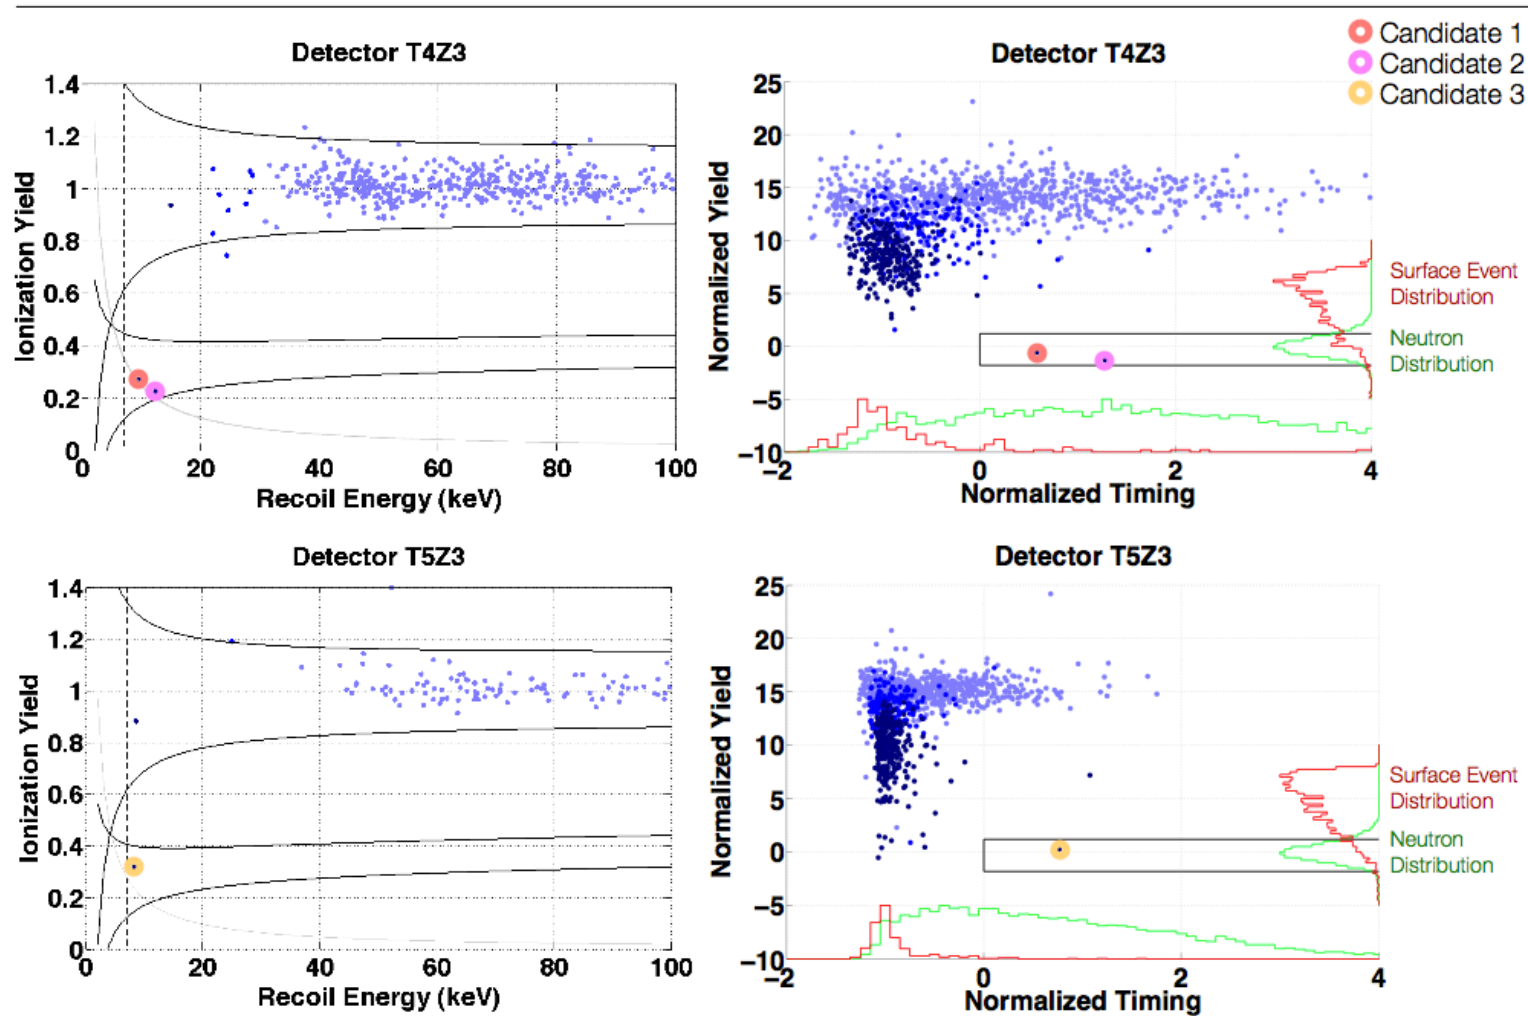 Detector T4Z3
1.4
1.2
1
0.8
0.6
0.4
0.2
0
Ionization Yield
0 20 40 60 80 100
Recoil Energy (keV)
Detector T4Z3
Candidate 1
Candidate 2
Candidate 3
25
20
15
10
5
0
−5
−10
Normalized Yield
Surface Event
Distribution
Neutron
Distribution
−2 0 2 4
Normalized Timing
Detector T5Z3
1.4
1.2
1
0.8
0.6
0.4
0.2
0
Ionization Yield
0 20 40 60 80 100
Recoil Energy (keV)
Detector T5Z3
25
20
15
10
5
0
−5
−10
Normalized Yield
Surface Event
Distribution
Neutron
Distribution
−2 0 2 4
Normalized Timing